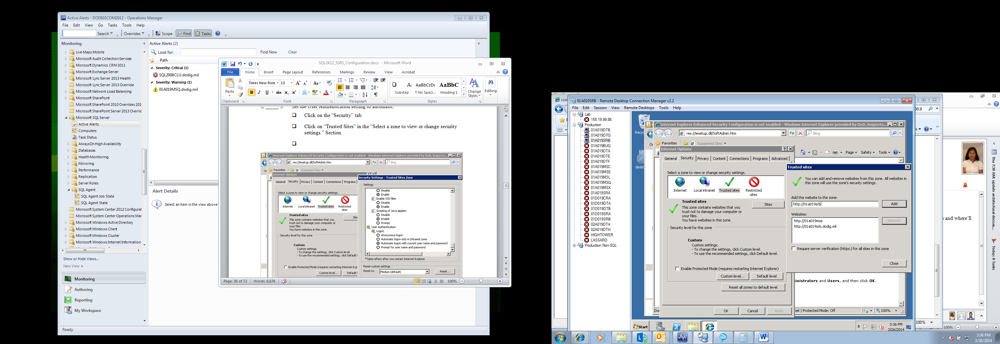 Active Alerts - DODIGSCOM2012 - Operations Manager
File Edit View Go Tasks Tools Help
Search Overrides Scope Find Tasks
Monitoring
Live Maps Mobile
Microsoft Audit Collection Services
Microsoft Dynamics CRM 2011
Microsoft Exchange Server
Microsoft Lync Server 2013 Health
Microsoft Lync Server 2013 Override
Microsoft Network Load Balancing
Microsoft SharePoint
Microsoft SharePoint 2010 Overrides 201
Microsoft SharePoint Server 2013 Overric
Microsoft SQL Server
Active Alerts
Computers
Task Status
AlwaysOn High Availability
Databases
Health Monitoring
Mirroring
Performance
Replication
Server Roles
SQL Agent
SQL Agent Job State
SQL Agent State
Microsoft System Center 2012 Configurat
Microsoft System Center Operations Mar
Microsoft Windows Active Directory
Microsoft Windows Client
Microsoft Windows Cluster
Microsoft Windows Internet Information
Show or Hide Views...
New View
Monitoring
Authoring
Reporting
My Workspace
Ready
Active Alerts (2)
Look for: Find Now Clear
Path
Severity: Critical (1)
SQL2008CLU.dodig.mil
Severity: Warning (1)
01A019MSQ.dodig.mil
Alert Details
Select an item in the view above
SQL2K12_SSRS_Configuration.docx - Microsoft Word
File Home Insert Page Layout References Mailings Review View Acrobat
Paste
Clipboard
Times New Rom 13
Font
Paragraph
Substep
¶ No Spaci...
Heading 1
Styles
Change Styles
Editing
Set the User Authentication setting to automatic.
Click on the “Security” tab.
Click on “Trusted Sites” in the “Select a zone to view or change security
settings.” Section.
Internet Explorer Enhanced Security Configuration is not enabled - Windows Internet Explorer provided by DoD, Inspecto...
res://iesetup.dll/SoftAdmin.htm
Bing
Favorites Suggested Sites
Internet Options
General Security Privacy Content Connections Programs
Select a zone to view or change security settings.
Internet Local intranet Trusted sites Restricted sites
Trusted sites
This zone contains websites that you
trust not to damage your computer or
your files.
You have websites in this zone.
Site
Security level for this zone
Custom
Custom settings.
- To change the settings, click Custom level.
- To use the recommended settings, click Default l
Enable Protected Mode (requires restarting Internet Exp
Custom level... Default l
Security Settings - Trusted Sites Zone
Settings
Disable
Enable
Enable XSS filter
Disable
Enable
Scripting of Java applets
Disable
Enable
Prompt
User Authentication
Logon
Anonymous logon
Automatic logon only in Intranet zone
Automatic logon with current user name and password
Prompt for user name and password
*Takes effect after you restart Internet Explorer
Reset custom settings
Reset to: Medium (default) Reset...
Page: 36 of 72 Words: 8,676 100%
01A019SRB - Remote Desktop Connection Manager v2.2
File Edit Session View Remote Desktops Tools Help
Lab
155.19.99.86
Production
01A019DTB
01A019DTG
01A019SRB
01A019BUG
01A019DTA
01A019DTE
01A019DTF
01A019MSC
01A019MSE
01A019MSL
01A019MSQ
01A019MSX
01A019SRA
01D019CRA
01D019DTA
01D019DTB
01D019SRA
01D019SRB
02A019DTA
02A019DTH
HIGHTOWER
LASSARD
Production Non-SQL
Internet Explorer Enhanced Security Configuration is not enabled - Windows Internet Explorer provided by DoD, Inspecto...
res://iesetup.dll/SoftAdmin.htm
Bing
Favorites Suggested Sites
Page Safety Tools
Internet Options
General Security Privacy Content Connections Programs Advanced
Select a zone to view or change security settings.
Internet Local intranet Trusted sites Restricted sites
Trusted sites
This zone contains websites that you
trust not to damage your computer or
your files.
You have websites in this zone.
Sites
Security level for this zone
Custom
Custom settings.
- To change the settings, click Custom level.
- To use the recommended settings, click Default level.
Enable Protected Mode (requires restarting Internet Explorer)
Custom level... Default level
Reset all zones to default level
OK Cancel Apply
Trusted sites
You can add and remove websites from this zone. All websites in
this zone will use the zone's security settings.
Add this website to the zone:
http://01a019srb Add
Websites:
http://01a019mse
http://01a019srb.dodig.mil
Remove
Require server verification (https:) for all sites in this zone
Close
ninistrators and Users, and then click OK.
net | Protected Mode: Off 100%
Start
3:36 PM
3/26/2014
100%
s and where'll
Thu 7:30 AM: update architectural docum...
Today: 0 Tasks
100%
3:36 PM
3/26/2014